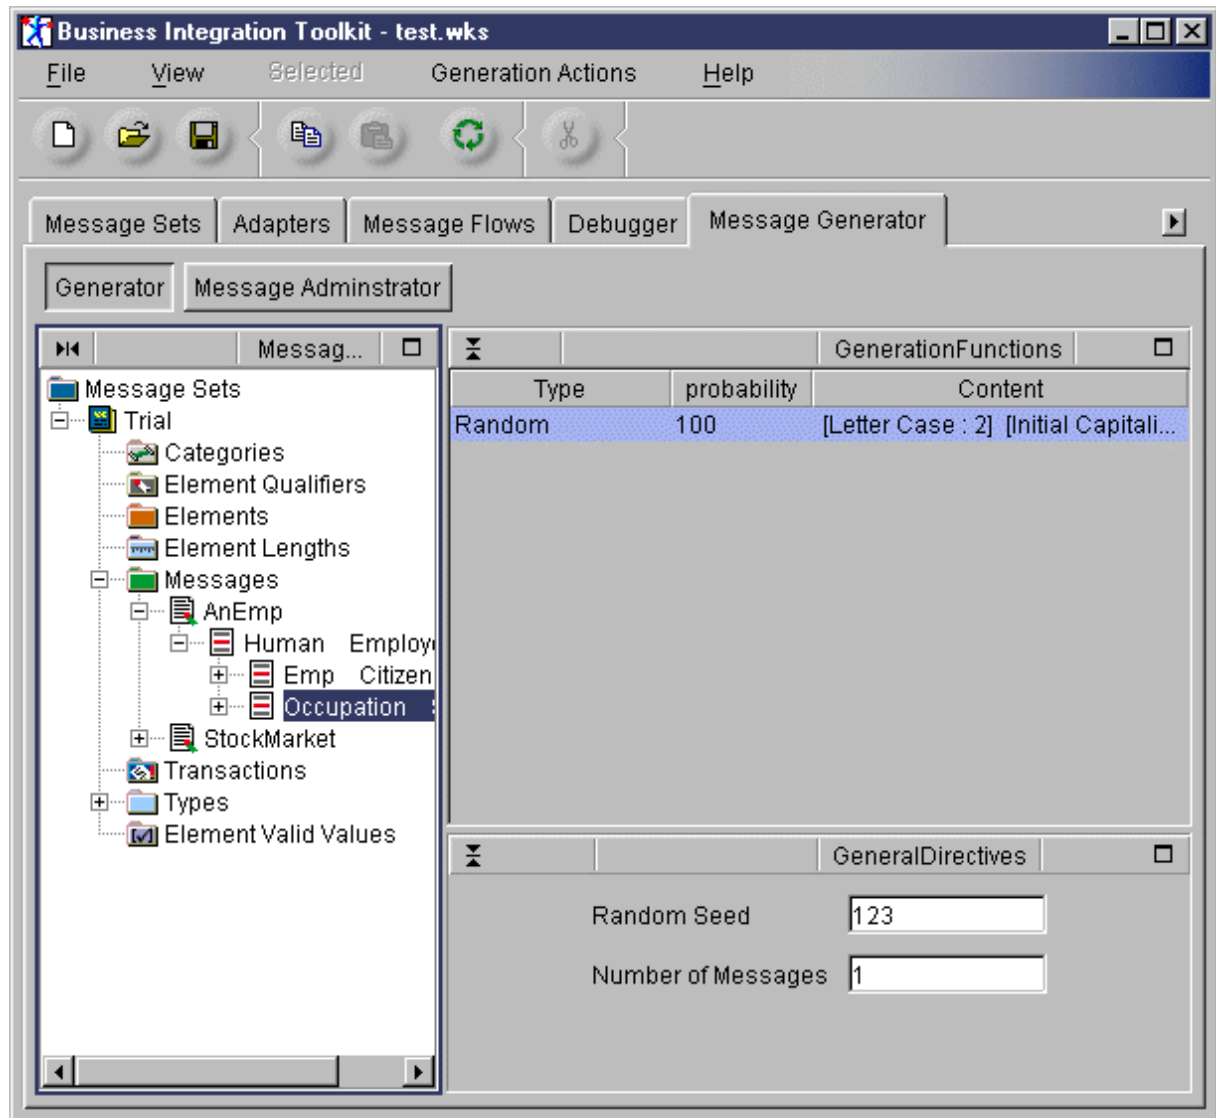 Business Integration Toolkit - test.wks
File View Selected Generation Actions Help
Message Sets Adapters Message Flows Debugger Message Generator
Generator Message Adminstrator
Messag... GenerationFunctions
Message Sets
Trial
Categories
Element Qualifiers
Elements
Element Lengths
Messages
AnEmp
Human Employ
Emp Citizen
Occupation
StockMarket
Transactions
Types
Element Valid Values
Type probability Content
Random 100 [Letter Case : 2] [Initial Capitali...
GeneralDirectives
Random Seed 123
Number of Messages 1